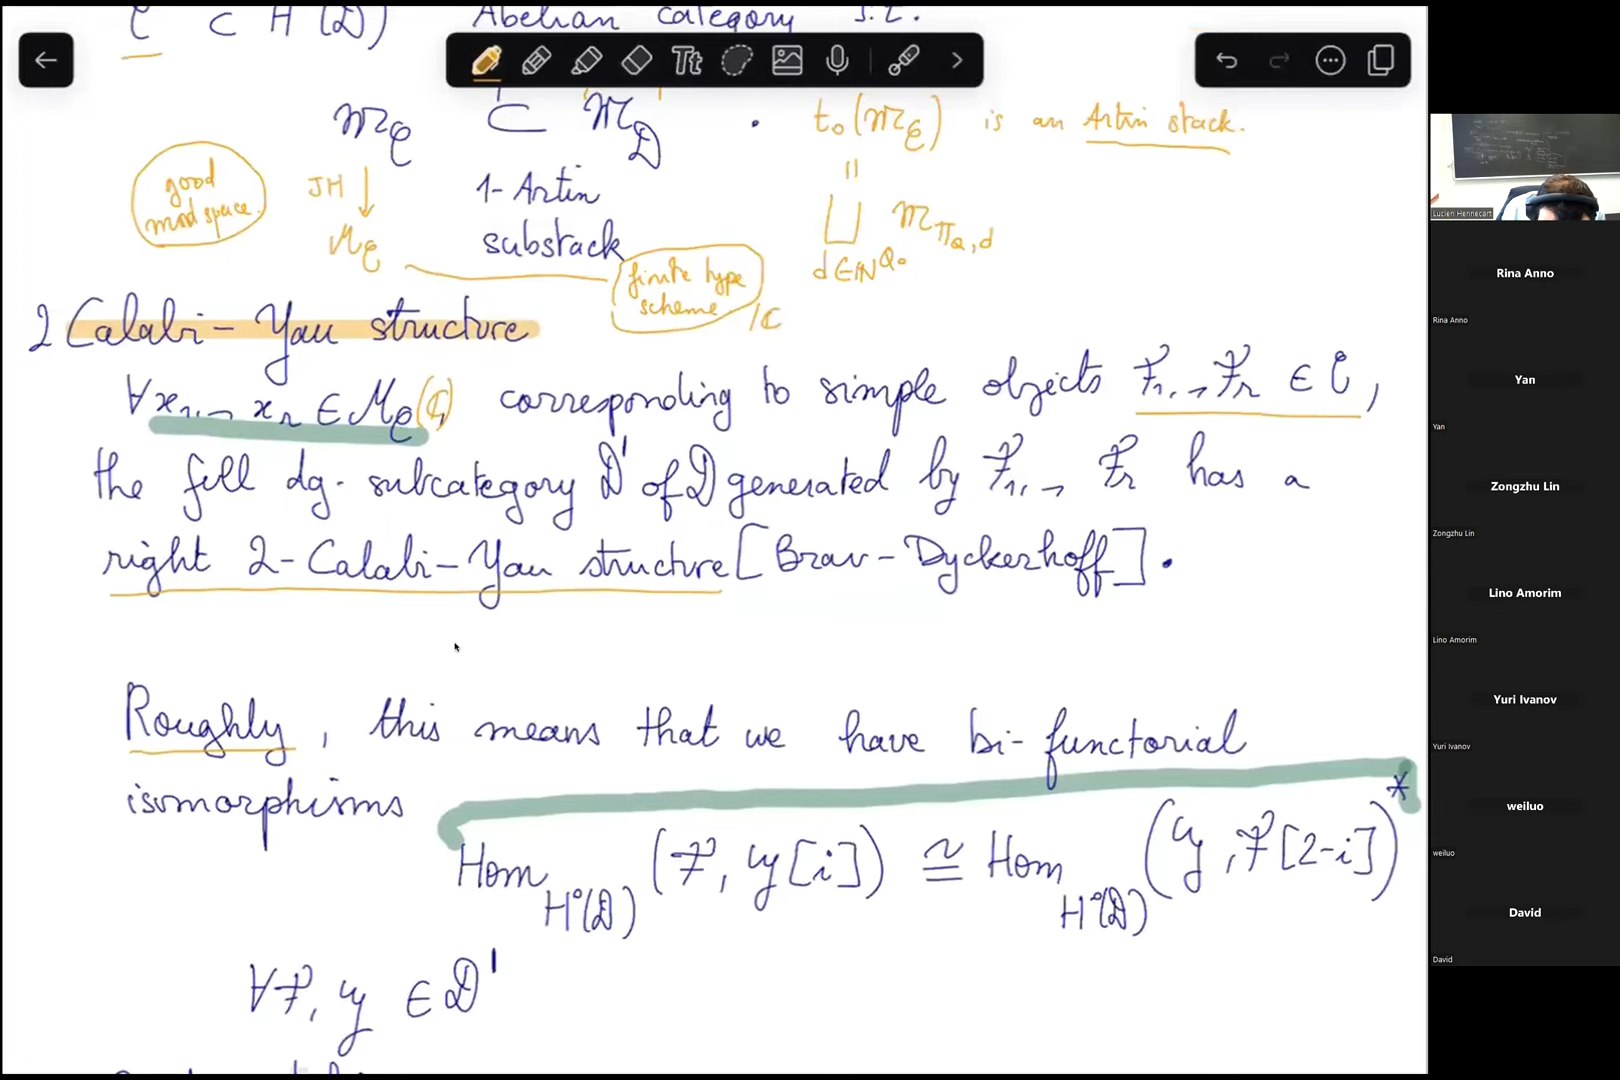 C ⊂ H°(D) Abelian category s.t.
Tt
𝔐_C ⊂ 𝔐_D • t₀(𝔐_C) is an Artin stack.
good mod space.
JH ↓
1-Artin substack
ℳ_C
finite type scheme /C
||
⊔ 𝔐_{Π_Q, d}
d ∈ ℕ^{Q₀}
2 Calabi-Yau structure
∀ x₁, ..., x_r ∈ ℳ_C(C) corresponding to simple objects F₁, .., F_r ∈ C,
the full dg. subcategory D' of D generated by F₁, .., F_r has a
right 2-Calabi-Yau structure [Brav-Dyckerhoff].
Roughly, this means that we have bi-functorial
isomorphisms
Hom_{H°(D)} (F, G[i]) ≅ Hom_{H°(D)} (G, F[2-i])*
∀ F, G ∈ D'
Lucien Hennecart
Rina Anno
Rina Anno
Yan
Yan
Zongzhu Lin
Zongzhu Lin
Lino Amorim
Lino Amorim
Yuri Ivanov
Yuri Ivanov
weiluo
weiluo
David
David